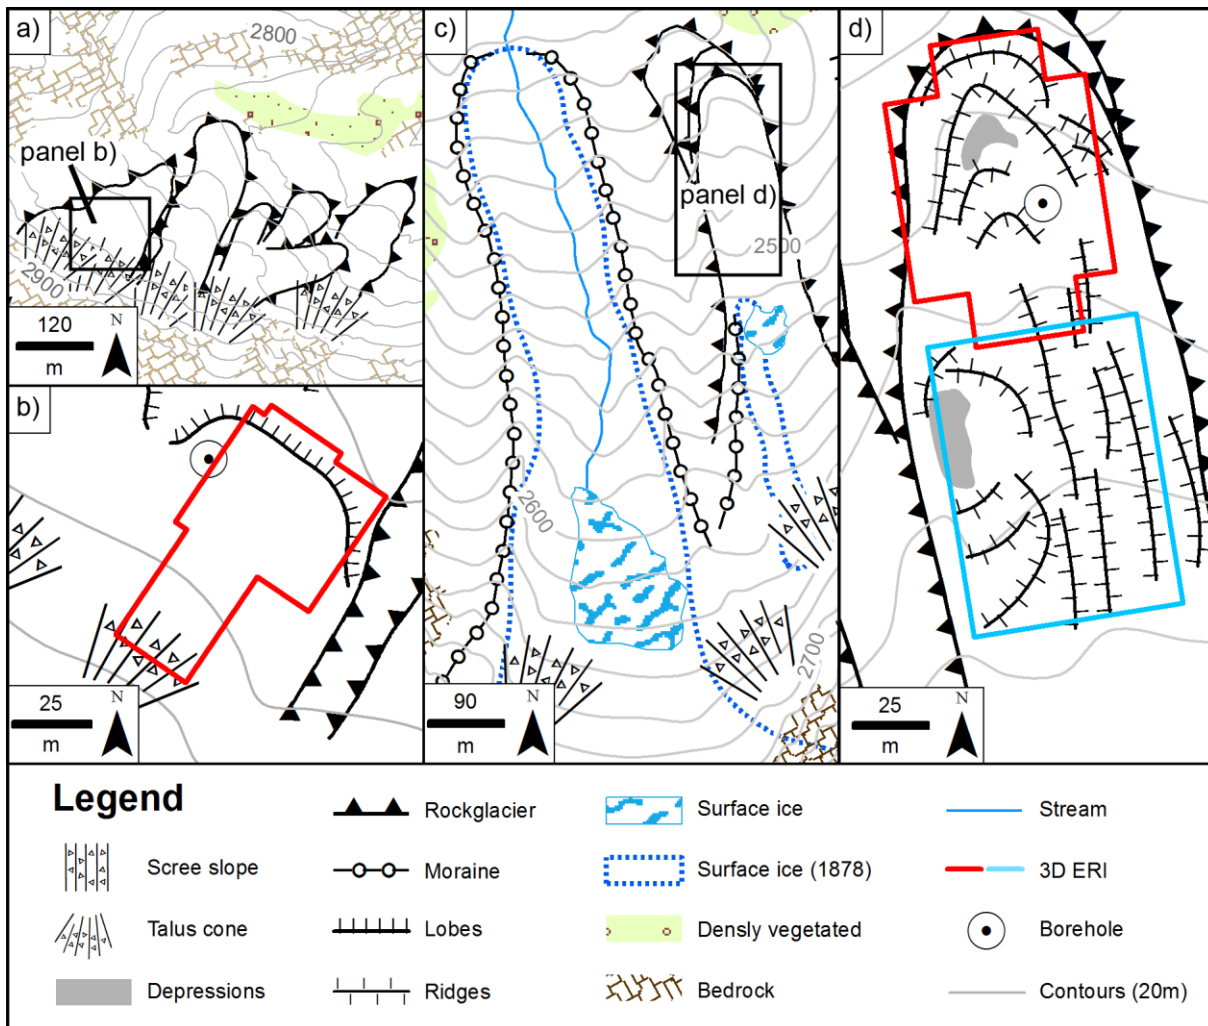 a)
2800
panel b)
2900
120
N
m
b)
25
N
m
c)
panel d)
2500
2600
2700
90
N
m
d)
25
N
m
Legend
Rockglacier
Surface ice
Stream
Scree slope
Moraine
Surface ice (1878)
3D ERI
Talus cone
Lobes
Densly vegetated
Borehole
Depressions
Ridges
Bedrock
Contours (20m)